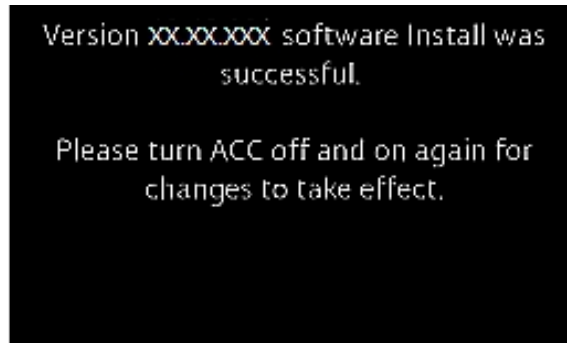 Version XX.XX.XXX software Install was
successful.
Please turn ACC off and on again for
changes to take effect.